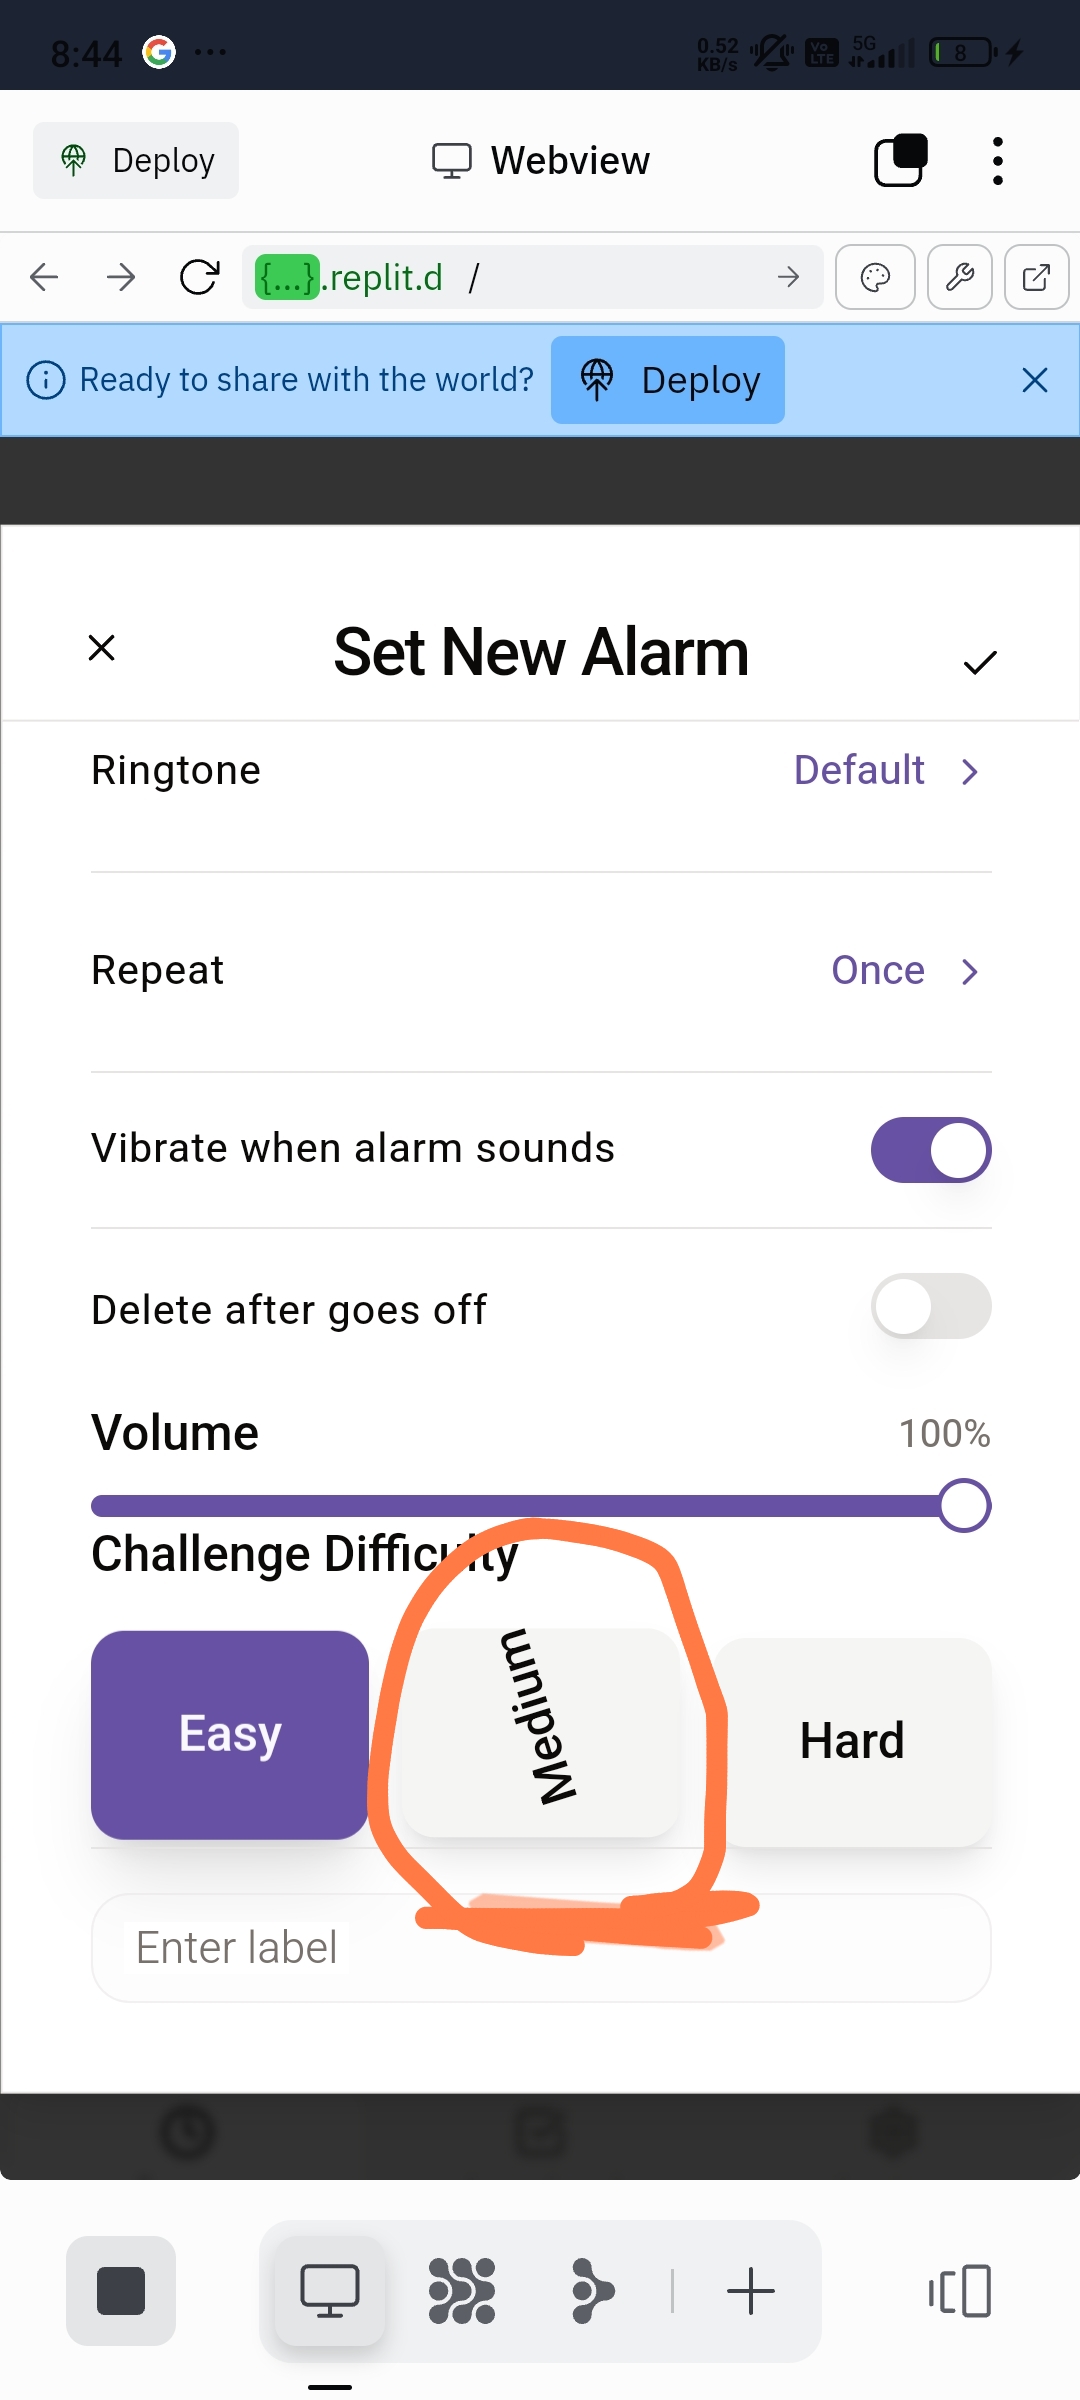 8:44
0.52
KB/s
Vo
LTE
5G
8
Deploy
Webview
{...}.replit.d /
Ready to share with the world?
Deploy
Set New Alarm
Ringtone
Default
Repeat
Once
Vibrate when alarm sounds
Delete after goes off
Volume
100%
Challenge Difficulty
Easy
Medium
Hard
Enter label